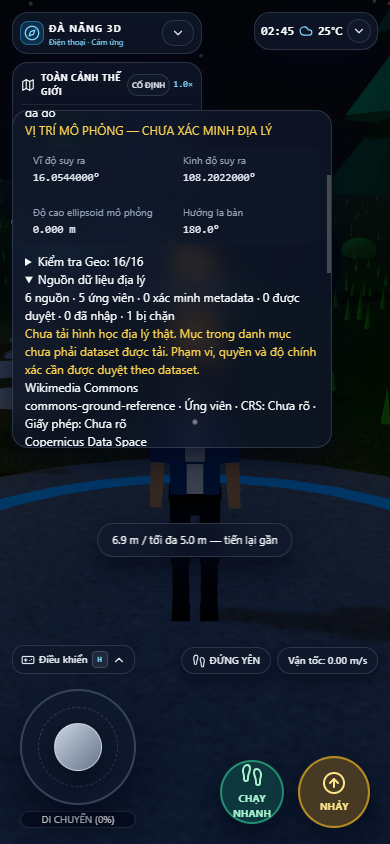 ĐÀ NẴNG 3D
Điện thoại · Cảm ứng
02:45 25°C
TOÀN CẢNH THẾ GIỚI
CỐ ĐỊNH 1.0×
VỊ TRÍ MÔ PHỎNG — CHƯA XÁC MINH ĐỊA LÝ
Vĩ độ suy ra
16.0544000°
Kinh độ suy ra
108.2022000°
Độ cao ellipsoid mô phỏng
0.000 m
Hướng la bàn
180.0°
Kiểm tra Geo: 16/16
Nguồn dữ liệu địa lý
6 nguồn · 5 ứng viên · 0 xác minh metadata · 0 được
duyệt · 0 đã nhập · 1 bị chặn
Chưa tải hình học địa lý thật. Mục trong danh mục
chưa phải dataset được tải. Phạm vi, quyền và độ chính
xác cần được duyệt theo dataset.
Wikimedia Commons
commons-ground-reference · Ứng viên · CRS: Chưa rõ ·
Giấy phép: Chưa rõ
Copernicus Data Space
6.9 m / tối đa 5.0 m — tiến lại gần
Điều khiển H
ĐỨNG YÊN
Vận tốc: 0.00 m/s
DI CHUYỂN (0%)
CHẠY
NHANH
NHẢY